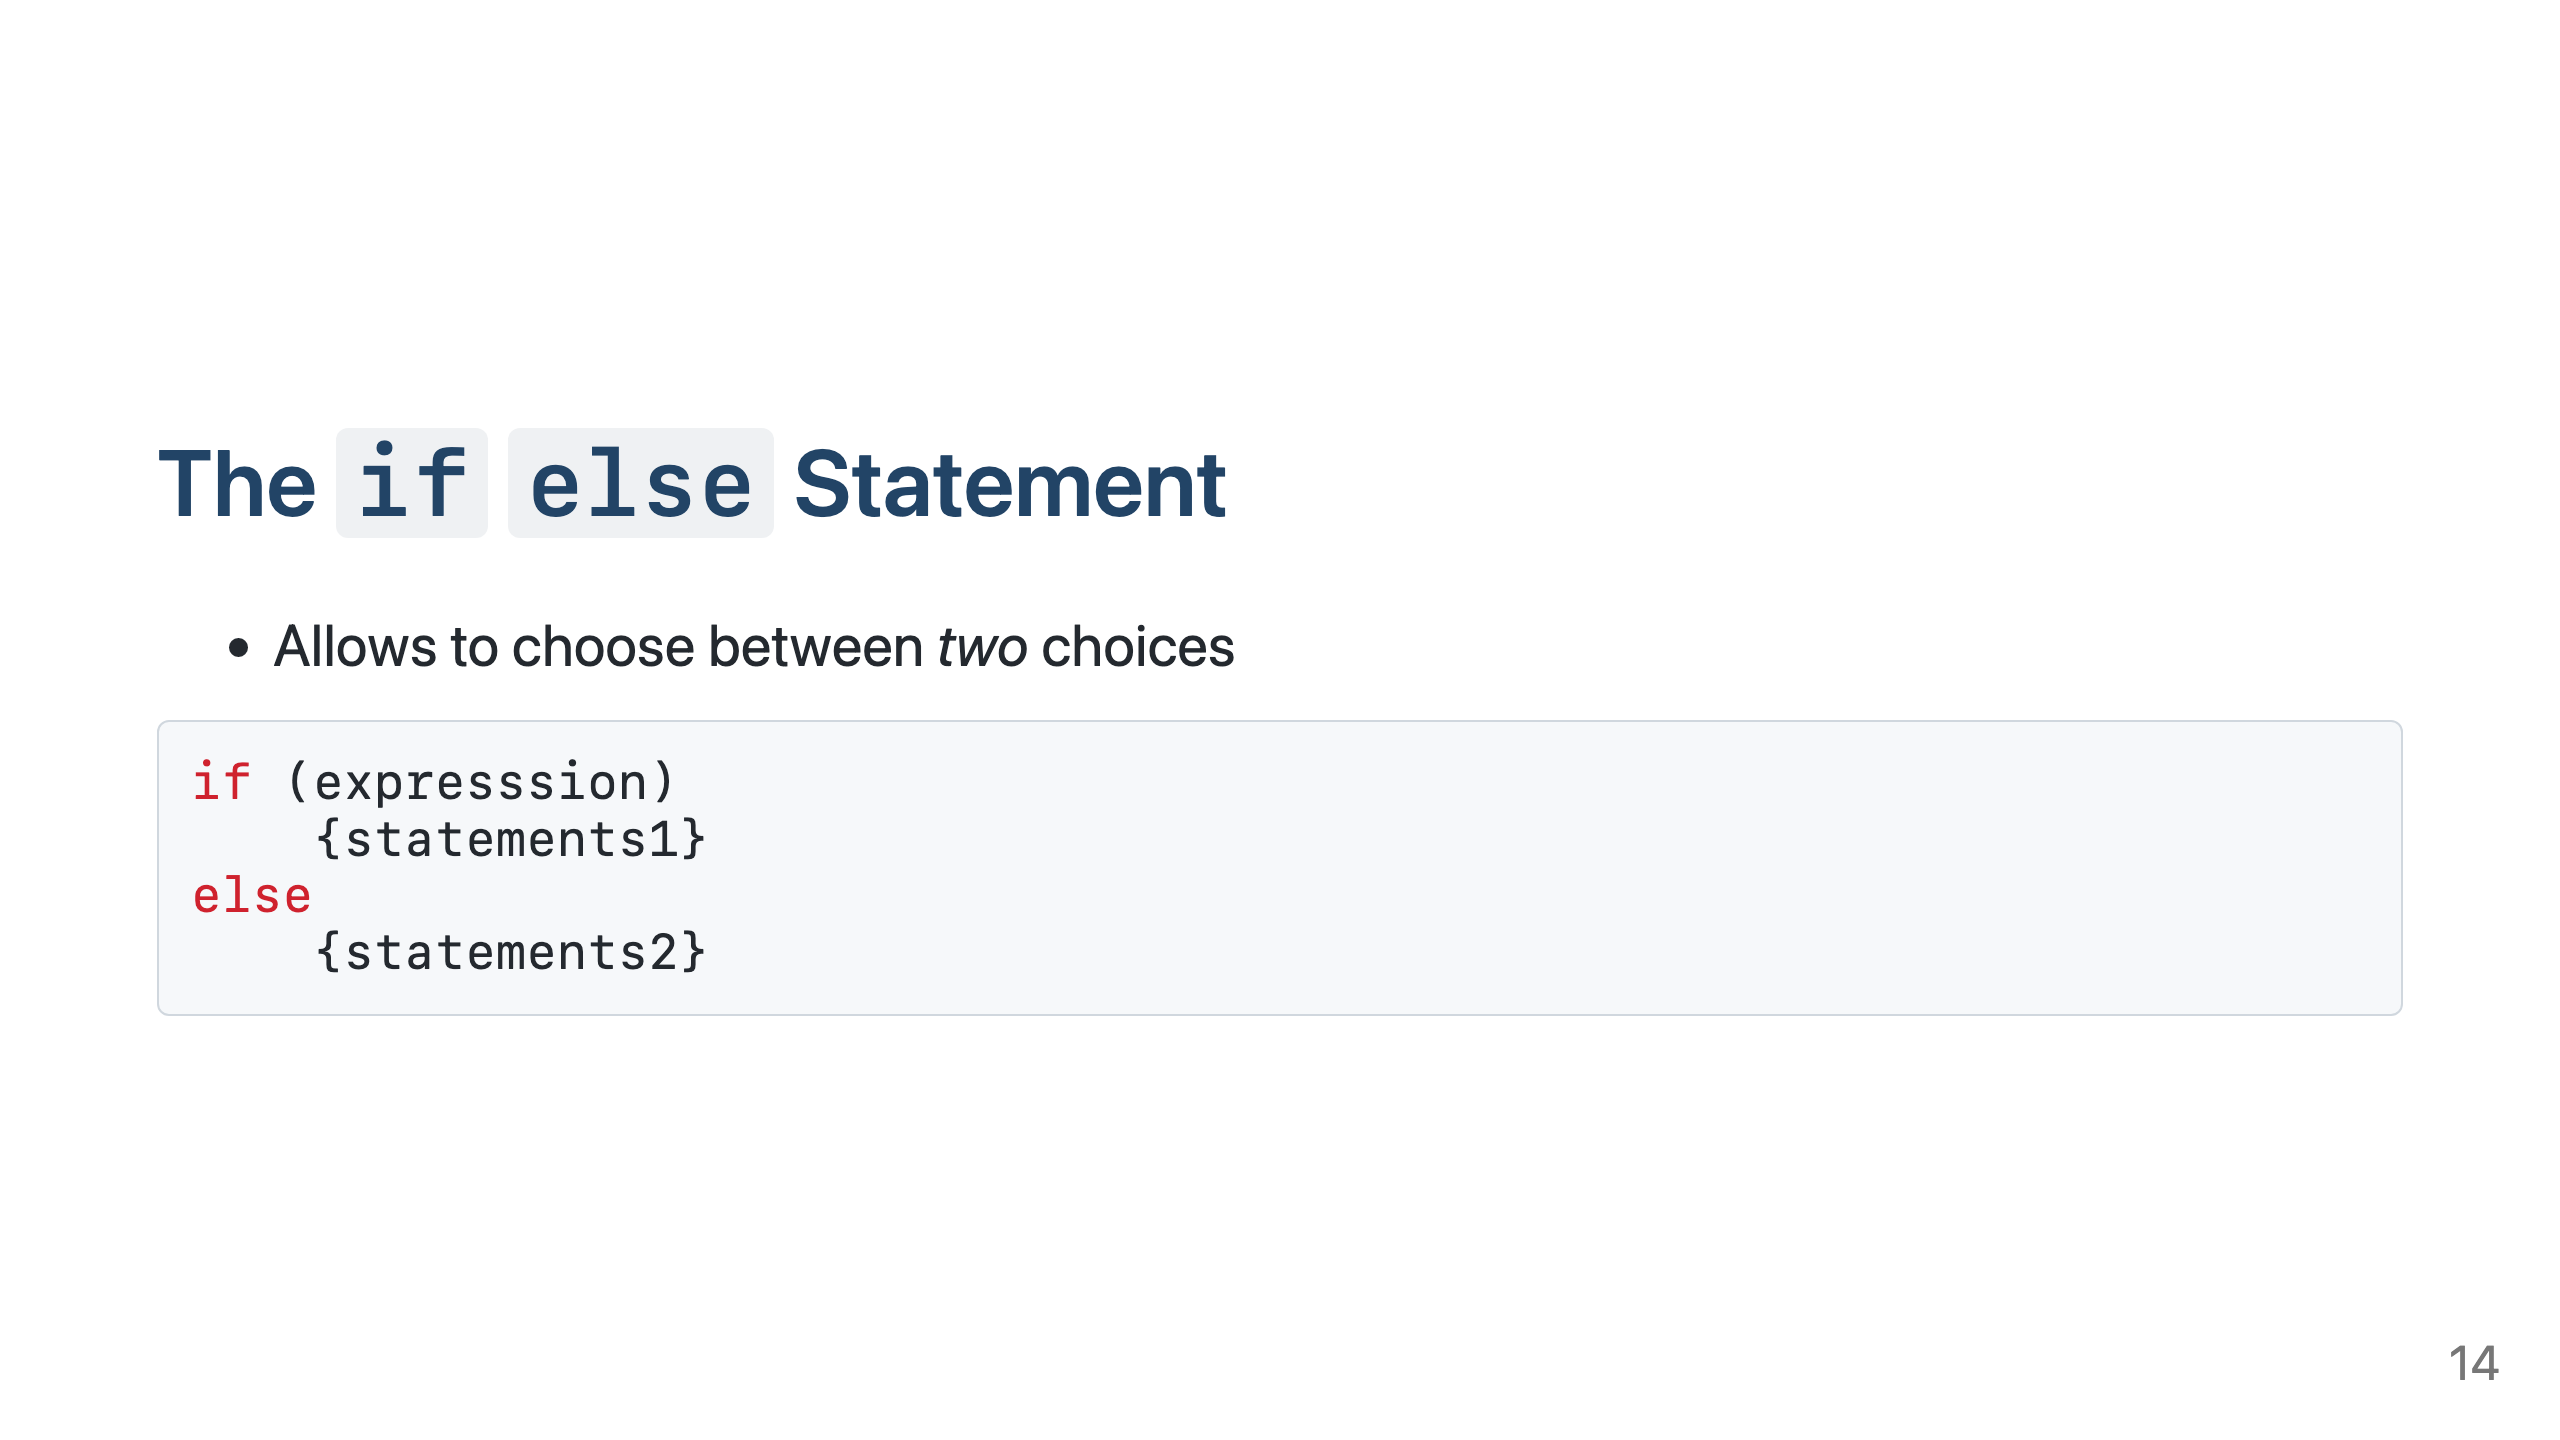 The if else Statement
• Allows to choose between two choices
if (expresssion)
    {statements1}
else
    {statements2}
14